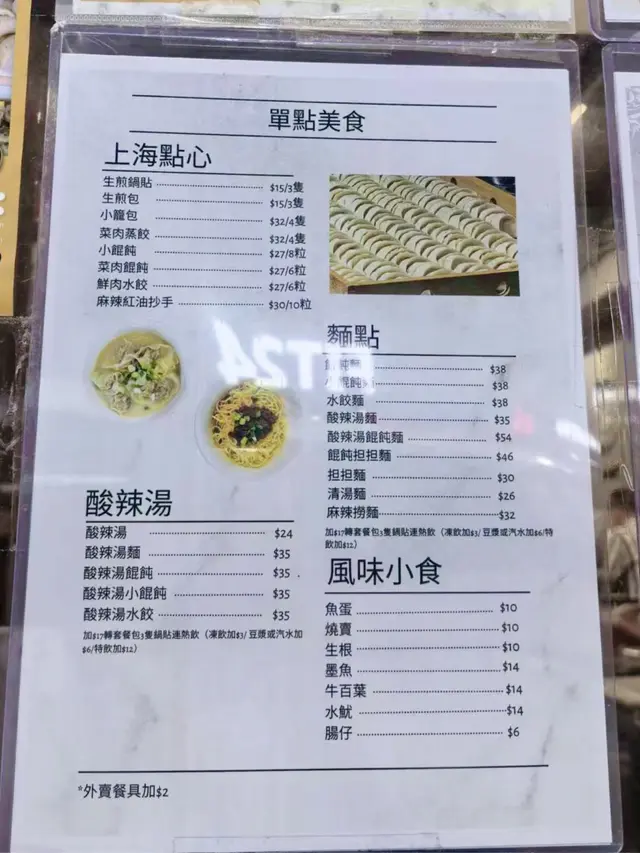 單點美食
上海點心
生煎鍋貼 $15/3隻
生煎包 $15/3隻
小籠包 $32/4隻
菜肉蒸餃 $32/4隻
小餛飩 $27/8粒
菜肉餛飩 $27/6粒
鮮肉水餃 $27/6粒
麻辣紅油抄手 $30/10粒
麵點
餛飩麵 $38
小餛飩麵 $38
水餃麵 $38
酸辣湯麵 $35
酸辣湯餛飩麵 $54
餛飩担担麵 $46
担担麵 $30
清湯麵 $26
麻辣撈麵 $32
加$17轉套餐包3隻鍋貼連熱飲（凍飲加$3/ 豆漿或汽水加$6/特
飲加$12）
酸辣湯
酸辣湯 $24
酸辣湯麵 $35
酸辣湯餛飩 $35
酸辣湯小餛飩 $35
酸辣湯水餃 $35
加$17轉套餐包3隻鍋貼連熱飲（凍飲加$3/ 豆漿或汽水加
$6/特飲加$12）
風味小食
魚蛋 $10
燒賣 $10
生根 $10
墨魚 $14
牛百葉 $14
水魷 $14
腸仔 $6
*外賣餐具加$2